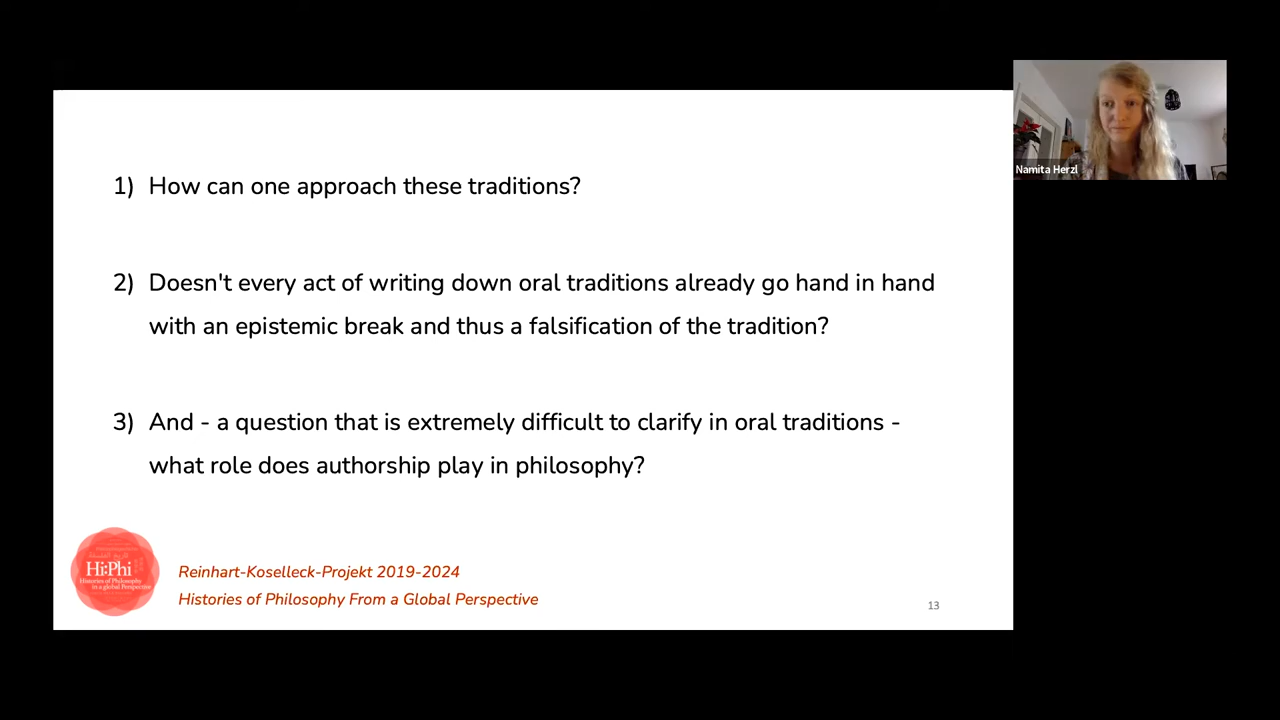 1) How can one approach these traditions?
2) Doesn't every act of writing down oral traditions already go hand in hand
with an epistemic break and thus a falsification of the tradition?
3) And - a question that is extremely difficult to clarify in oral traditions -
what role does authorship play in philosophy?
Hi:Phi
Histories of Philosophy
in a global Perspective
Reinhart-Koselleck-Projekt 2019-2024
Histories of Philosophy From a Global Perspective
13
Namita Herzl